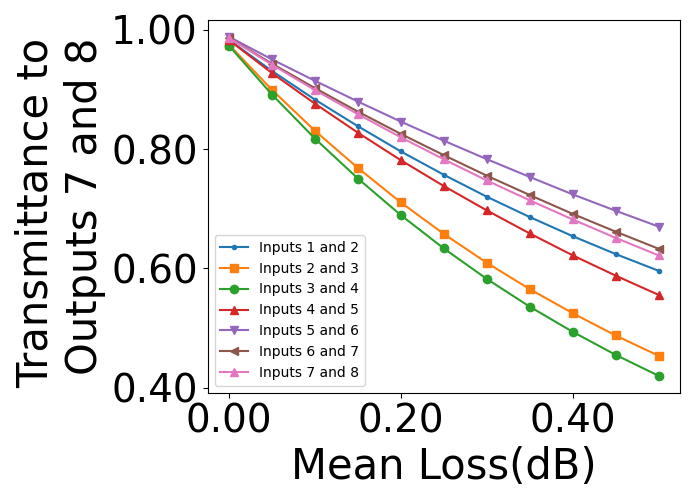 Transmittance to
Outputs 7 and 8
1.00
0.80
0.60
0.40
Inputs 1 and 2
Inputs 2 and 3
Inputs 3 and 4
Inputs 4 and 5
Inputs 5 and 6
Inputs 6 and 7
Inputs 7 and 8
0.00 0.20 0.40
Mean Loss(dB)